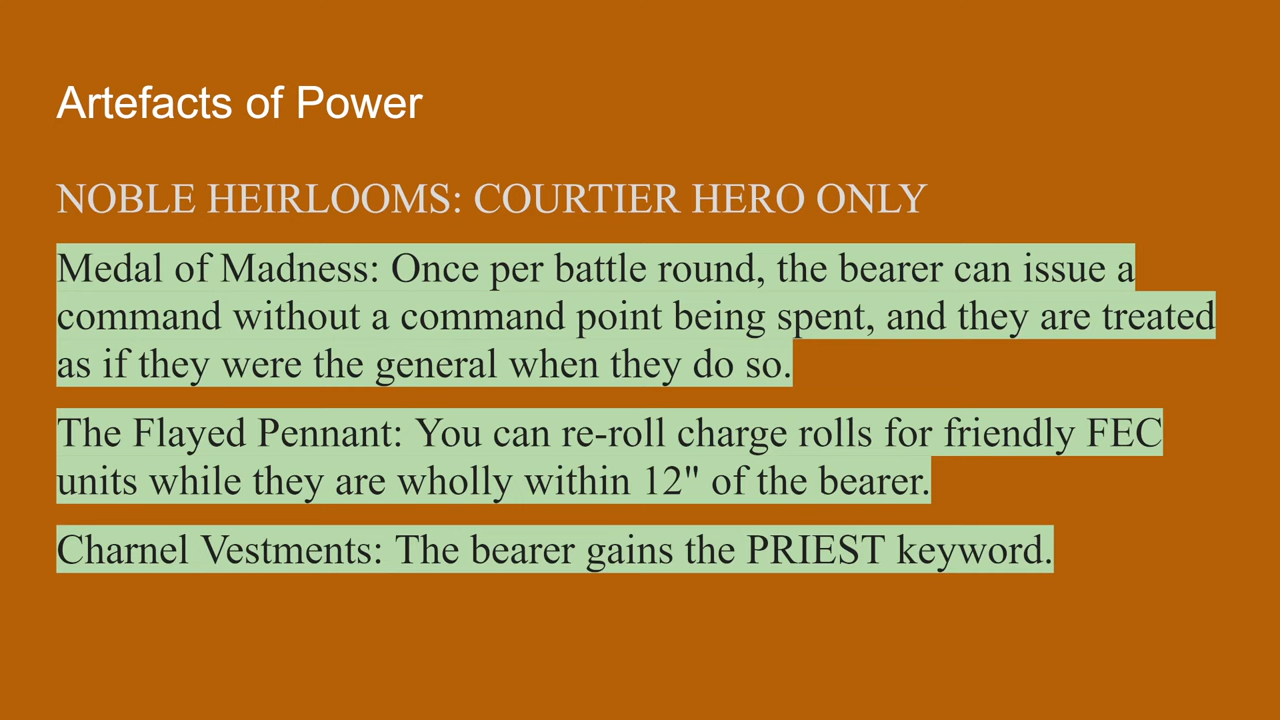 Artefacts of Power
NOBLE HEIRLOOMS: COURTIER HERO ONLY
Medal of Madness: Once per battle round, the bearer can issue a
command without a command point being spent, and they are treated
as if they were the general when they do so.
The Flayed Pennant: You can re-roll charge rolls for friendly FEC
units while they are wholly within 12" of the bearer.
Charnel Vestments: The bearer gains the PRIEST keyword.